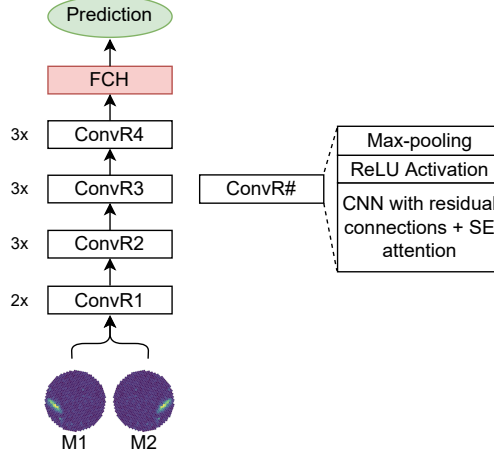 Prediction
FCH
3x ConvR4
3x ConvR3
3x ConvR2
2x ConvR1
M1 M2
ConvR#
Max-pooling
ReLU Activation
CNN with residual
connections + SE
attention